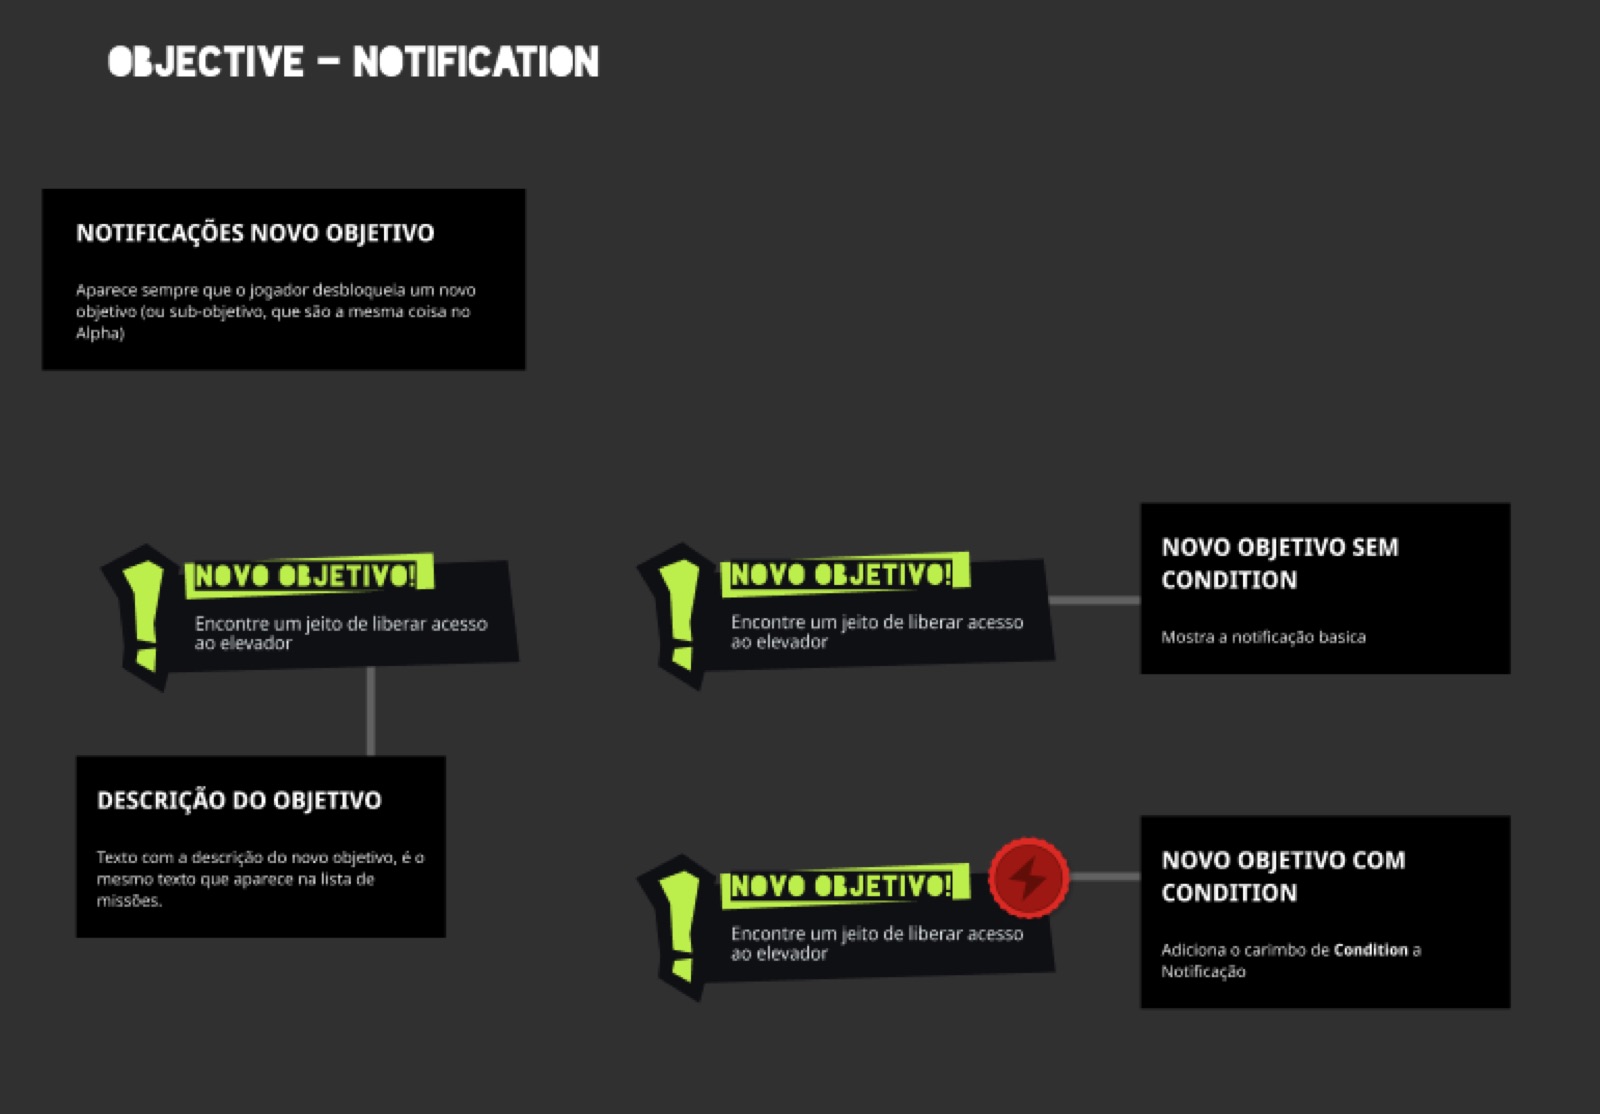 OBJECTIVE – NOTIFICATION
NOTIFICAÇÕES NOVO OBJETIVO
Aparece sempre que o jogador desbloqueia um novo
objetivo (ou sub-objetivo, que são a mesma coisa no
Alpha)
NOVO OBJETIVO!
Encontre um jeito de liberar acesso
ao elevador
DESCRIÇÃO DO OBJETIVO
Texto com a descrição do novo objetivo, é o
mesmo texto que aparece na lista de
missões.
NOVO OBJETIVO!
Encontre um jeito de liberar acesso
ao elevador
NOVO OBJETIVO SEM
CONDITION
Mostra a notificação basica
NOVO OBJETIVO!
Encontre um jeito de liberar acesso
ao elevador
NOVO OBJETIVO COM
CONDITION
Adiciona o carimbo de Condition a
Notificação